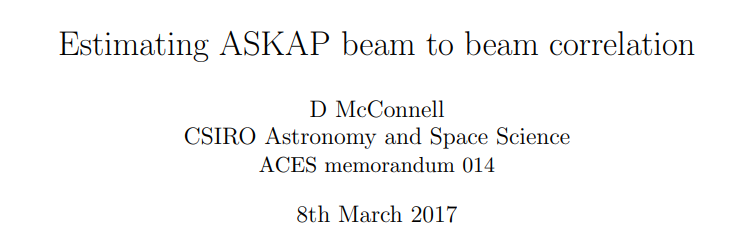 Estimating ASKAP beam to beam correlation
D McConnell
CSIRO Astronomy and Space Science
ACES memorandum 014
8th March 2017